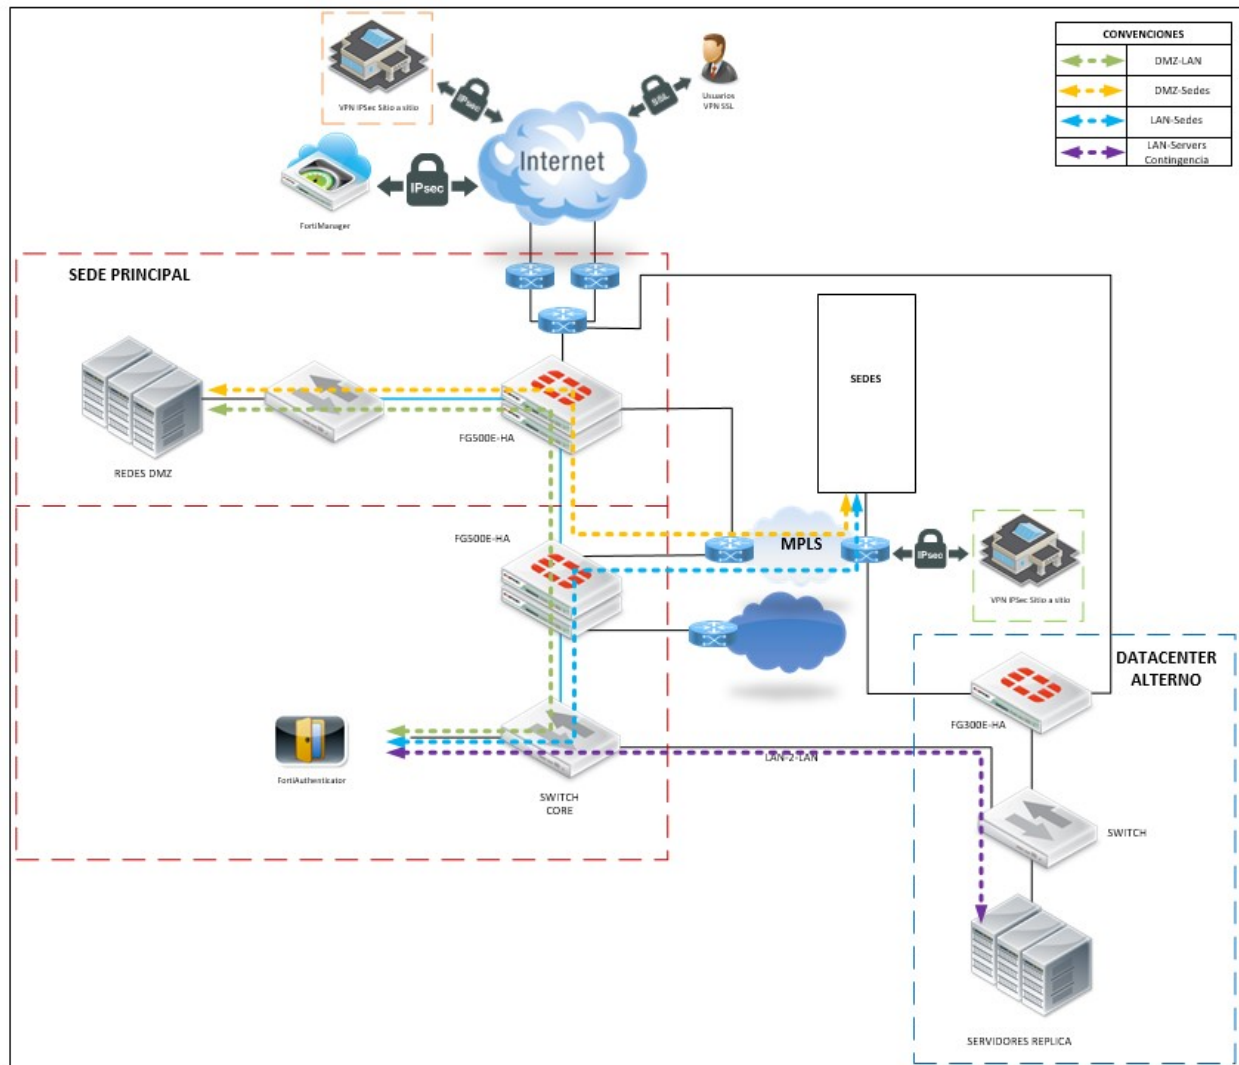 CONVENCIONES
DMZ-LAN
DMZ-Sedes
LAN-Sedes
LAN-Servers
Contingencia
VPN IPSec Sitio a sitio
IPsec
SSL
Usuarios
VPN SSL
Internet
IPsec
FortiManager
SEDE PRINCIPAL
SEDES
FG500E-HA
REDES DMZ
FG500E-HA
MPLS
IPsec
VPN IPSec Sitio a sitio
DATACENTER
ALTERNO
FG300E-HA
FortiAuthenticator
LAN-2-LAN
SWITCH
CORE
SWITCH
SERVIDORES REPLICA